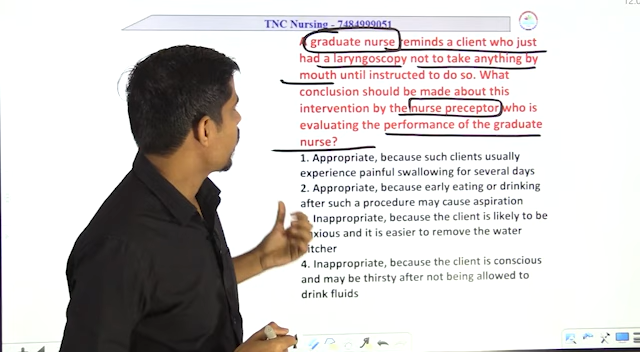 12:0
TNC Nursing - 7484999051
A graduate nurse reminds a client who just
had a laryngoscopy not to take anything by
mouth until instructed to do so. What
conclusion should be made about this
intervention by the nurse preceptor who is
evaluating the performance of the graduate
nurse?
1. Appropriate, because such clients usually
experience painful swallowing for several days
2. Appropriate, because early eating or drinking
after such a procedure may cause aspiration
Inappropriate, because the client is likely to be
nxious and it is easier to remove the water
itcher
4. Inappropriate, because the client is conscious
and may be thirsty after not being allowed to
drink fluids